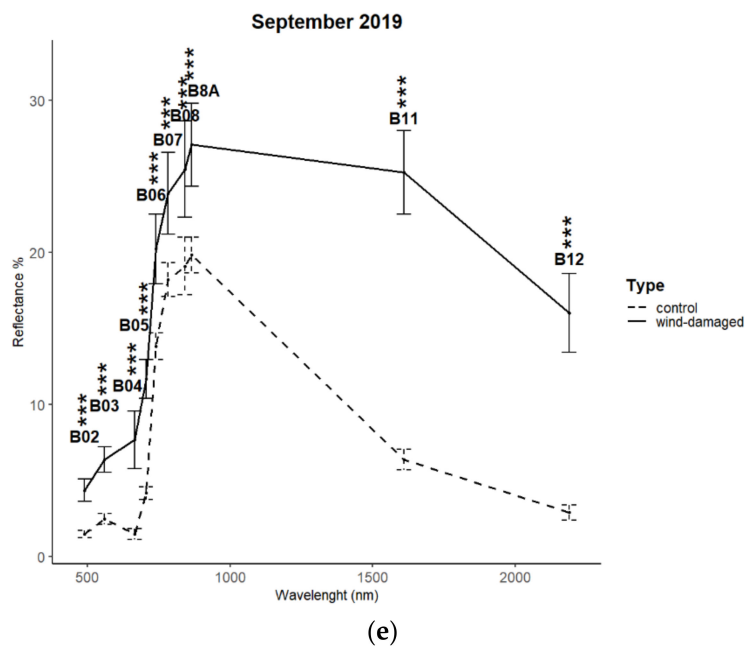 September 2019
***
B8A
***
B08
***
B07
***
B06
***
B05
***
B04
***
B03
***
B02
***
B11
***
B12
30
20
10
0
Reflectance %
500
1000
1500
2000
Wavelenght (nm)
Type
control
wind-damaged
(e)